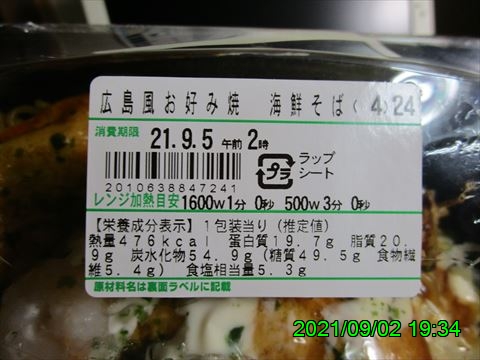 広島風お好み焼 海鮮そば(4)24
消費期限 21.9.5 午前2時
プラ ラップ
シート
2010638847241
レンジ加熱目安 1600W1分 0秒 500W3分 0秒
【栄養成分表示】1包装当り(推定値)
熱量476kcal 蛋白質19.7g 脂質20.
9g 炭水化物54.9g(糖質49.5g 食物繊
維5.4g) 食塩相当量5.3g
原材料名は裏面ラベルに記載
2021/09/02 19:34